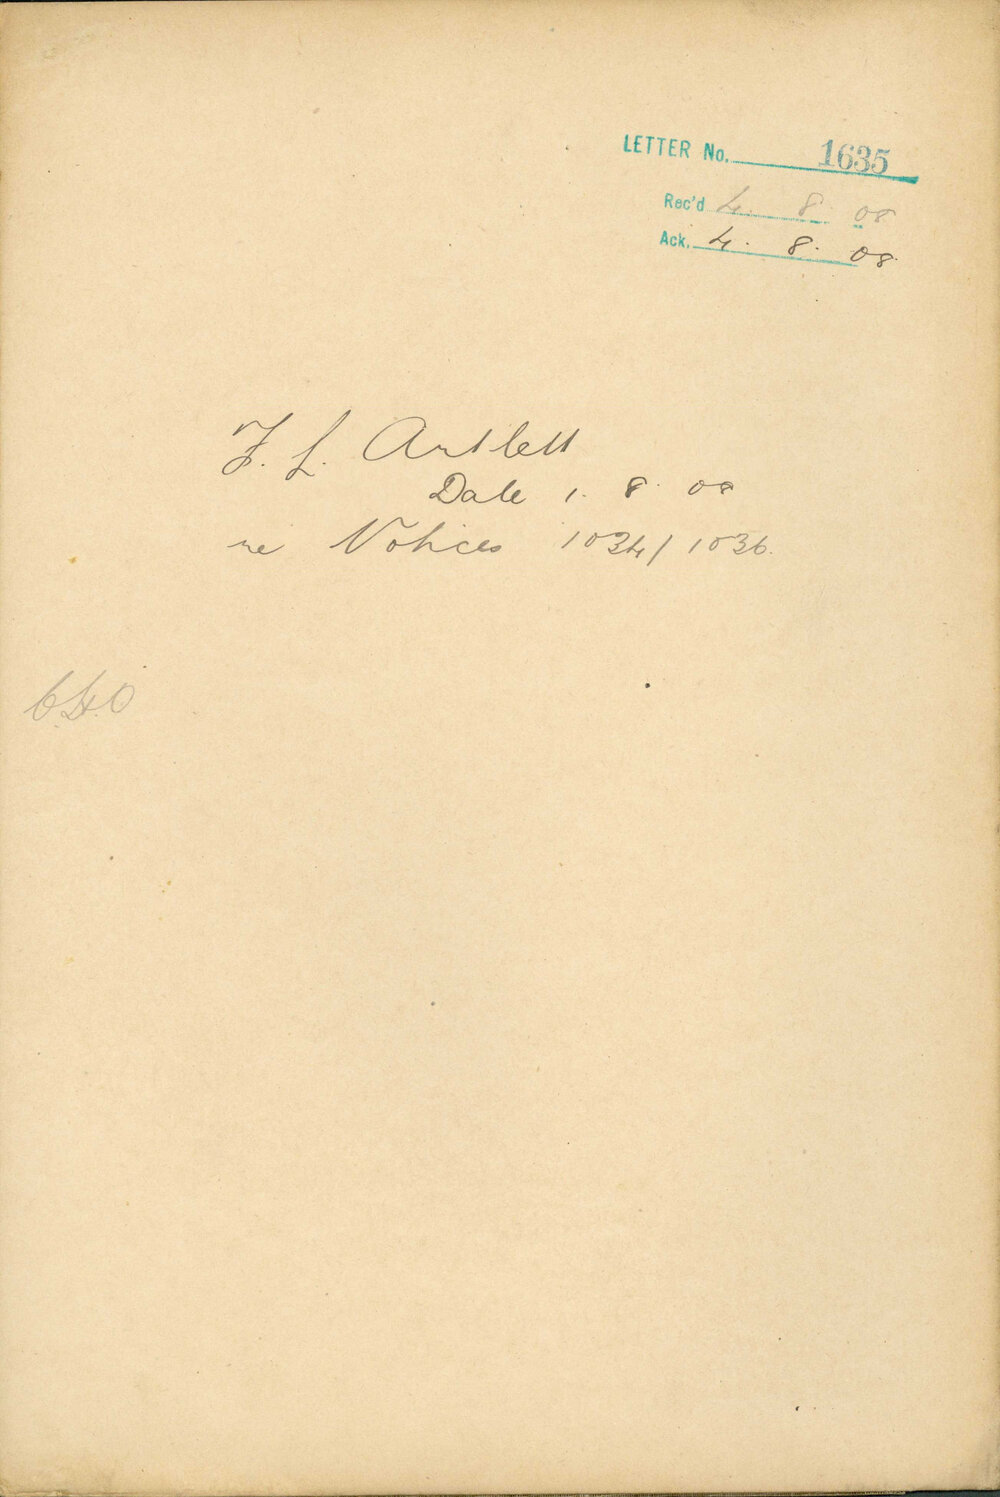 LETTER No. 1635
Rec'd 4. 8. 08
Ack. 4. 8. 08.
F. L. Artlett
Date 1. 8. 08
re Notices 1034/1036.